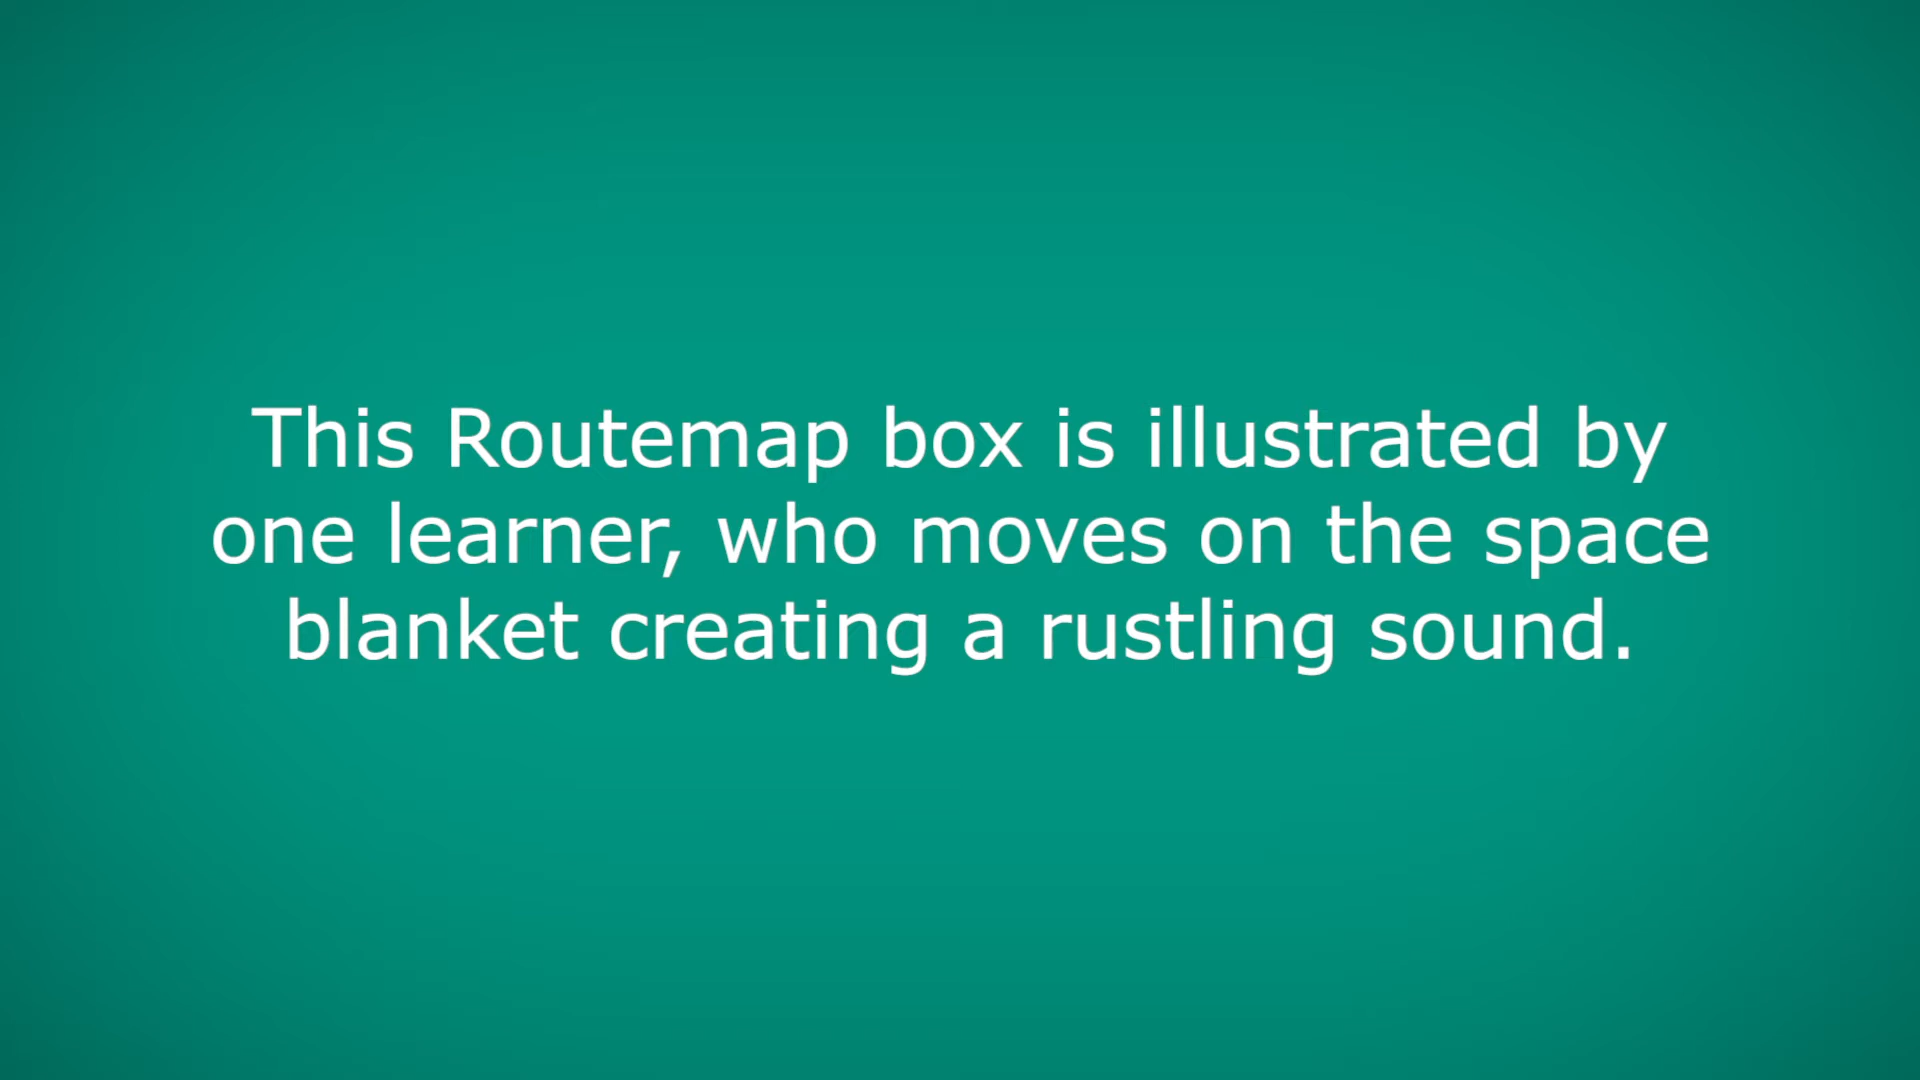 This Routemap box is illustrated by
one learner, who moves on the space
blanket creating a rustling sound.